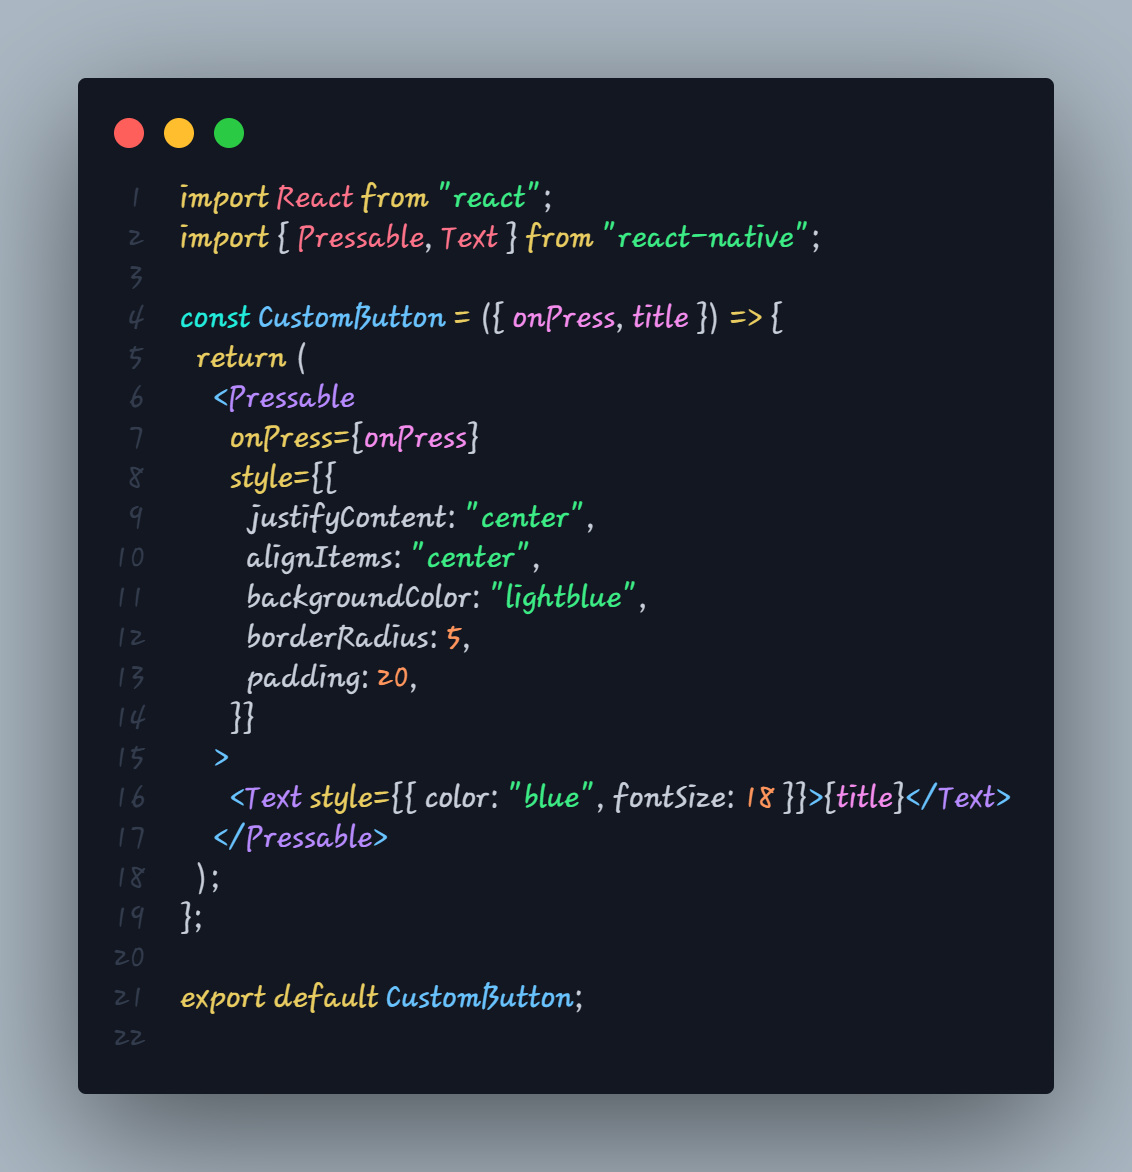 1 import React from "react";
2 import { Pressable, Text } from "react-native";
3
4 const CustomButton = ({ onPress, title }) => {
5 return (
6 <Pressable
7 onPress={onPress}
8 style={{
9 justifyContent: "center",
10 alignItems: "center",
11 backgroundColor: "lightblue",
12 borderRadius: 5,
13 padding: 20,
14 }}
15 >
16 <Text style={{ color: "blue", fontSize: 18 }}>{title}</Text>
17 </Pressable>
18 );
19 };
20
21 export default CustomButton;
22